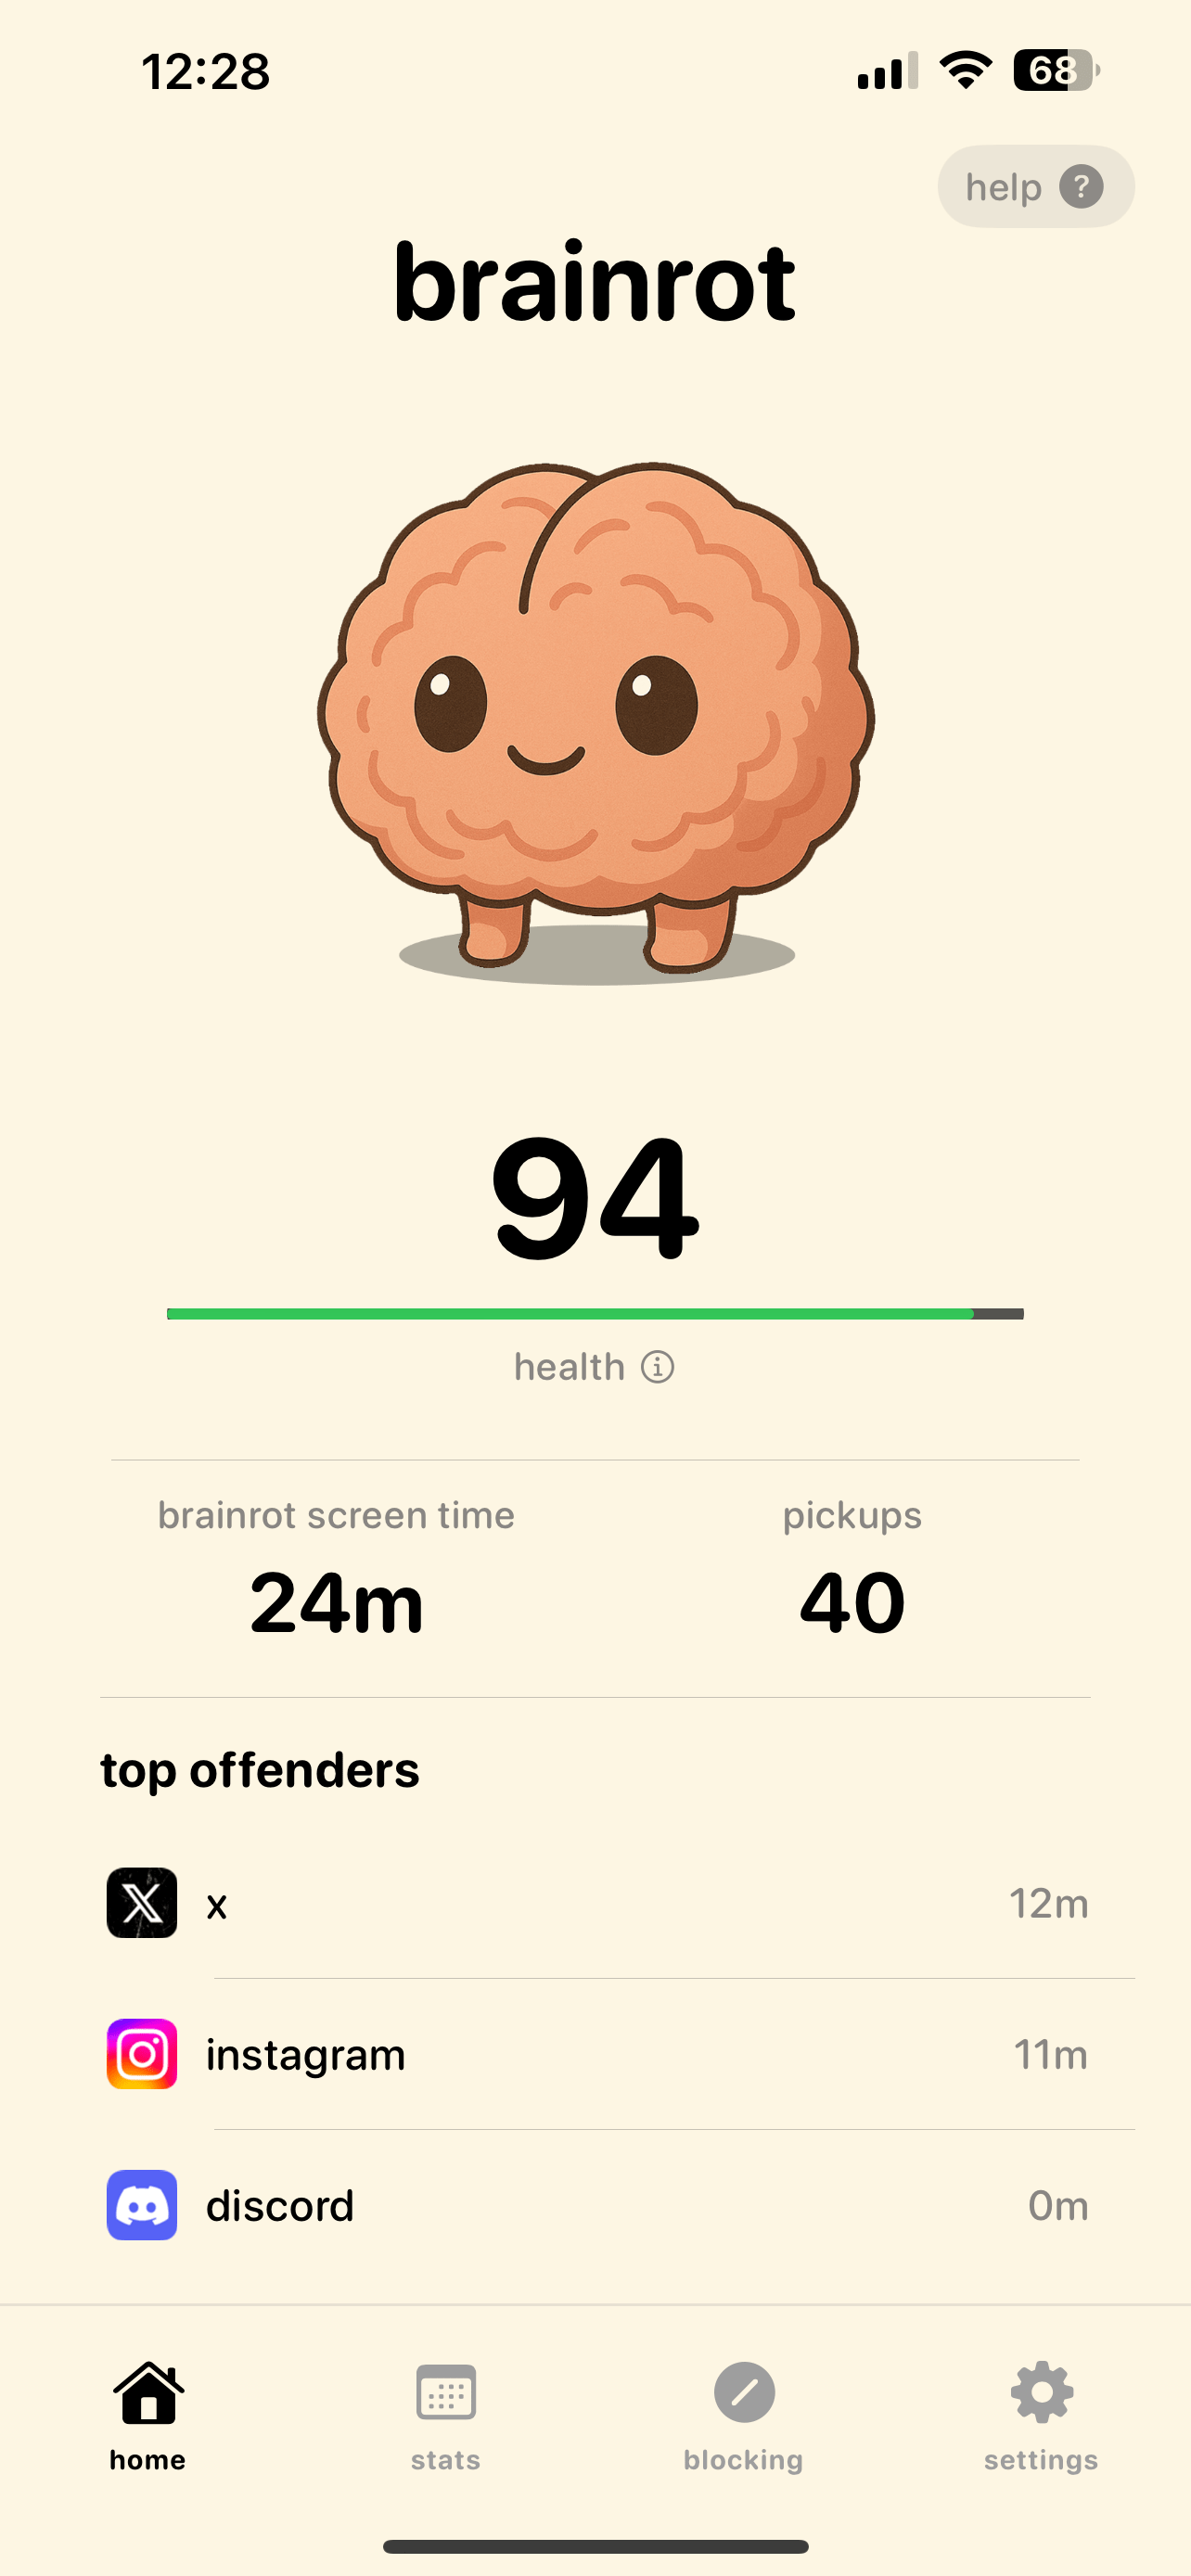 12:28
68
help ?
brainrot
94
health
brainrot screen time
pickups
24m
40
top offenders
x
12m
instagram
11m
discord
0m
home
stats
blocking
settings